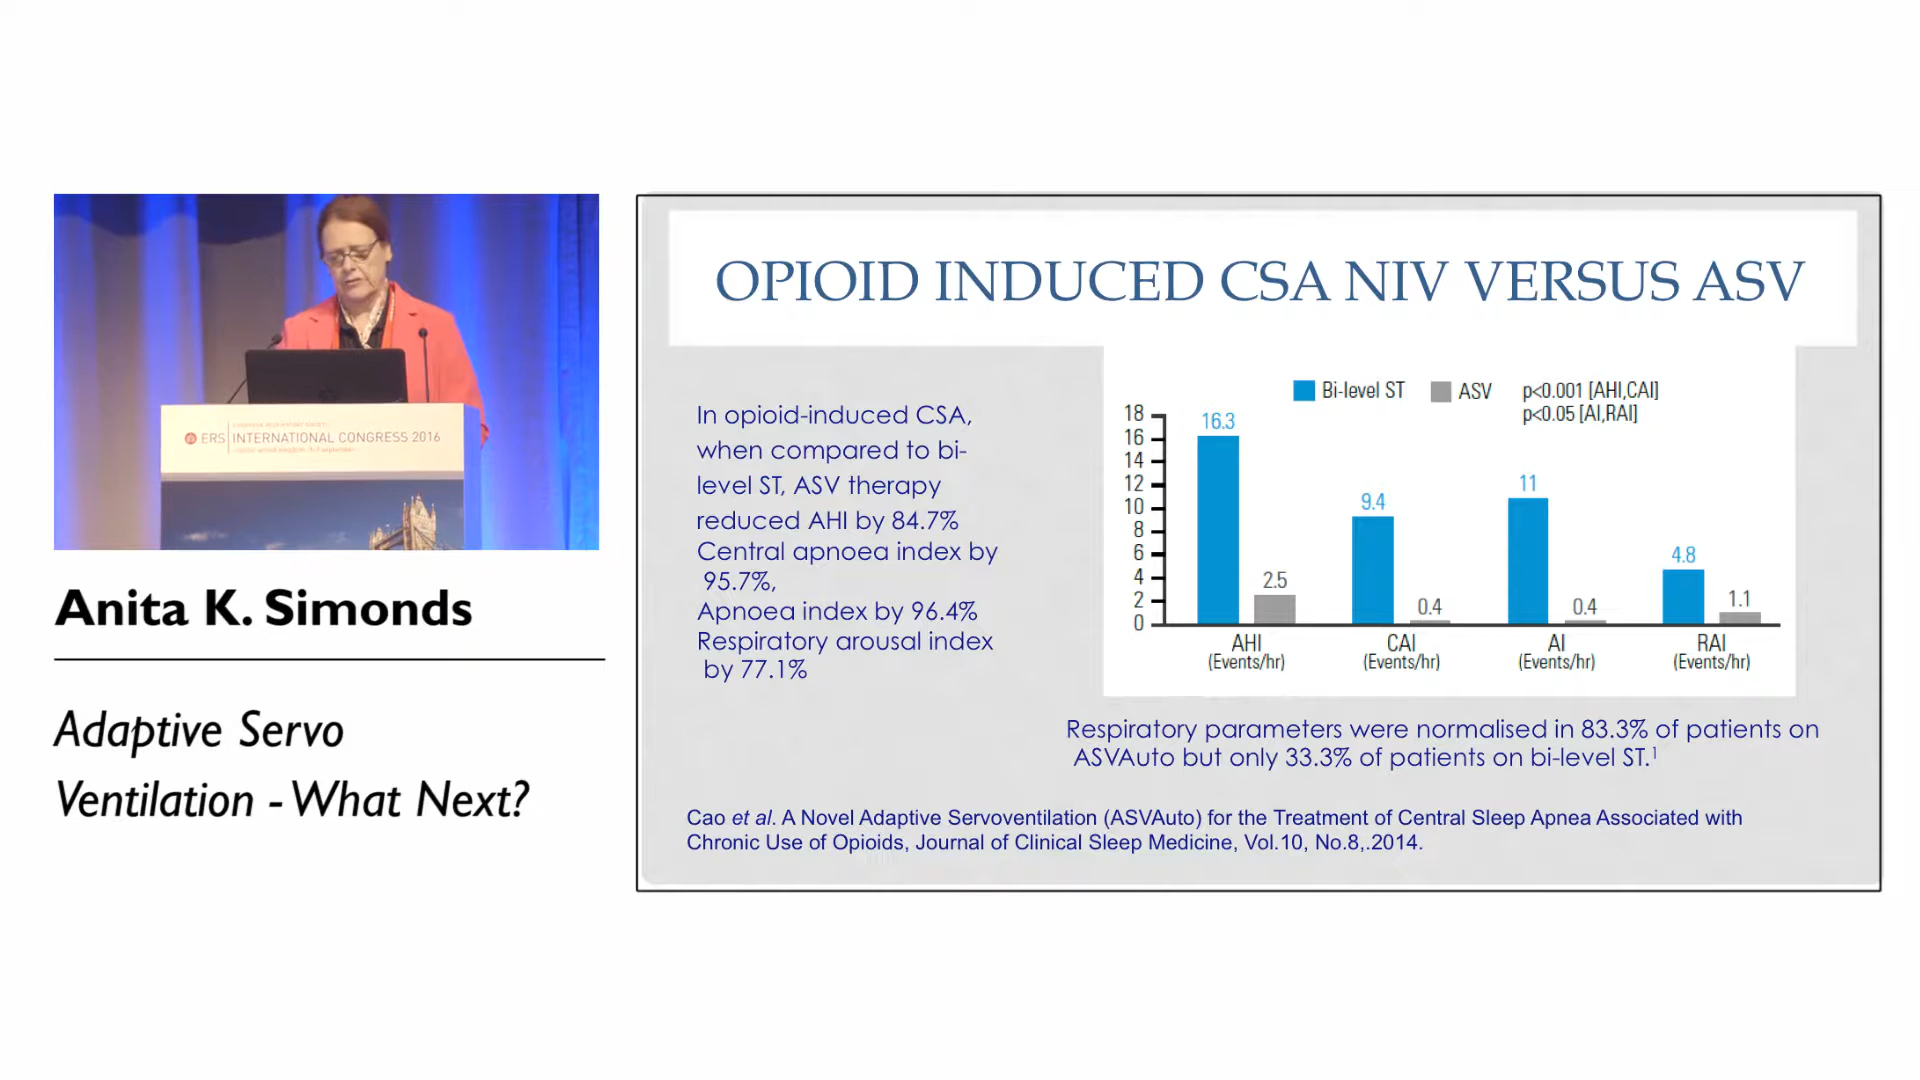 ERS INTERNATIONAL CONGRESS 2016
Anita K. Simonds
Adaptive Servo
Ventilation - What Next?
OPIOID INDUCED CSA NIV VERSUS ASV
In opioid-induced CSA,
when compared to bi-
level ST, ASV therapy
reduced AHI by 84.7%
Central apnoea index by
95.7%,
Apnoea index by 96.4%
Respiratory arousal index
by 77.1%
Bi-level ST ASV p<0.001 [AHI,CAI]
p<0.05 [AI,RAI]
18
16
14
12
10
8
6
4
2
0
16.3
2.5
9.4
0.4
11
0.4
4.8
1.1
AHI CAI AI RAI
(Events/hr) (Events/hr) (Events/hr) (Events/hr)
Respiratory parameters were normalised in 83.3% of patients on
ASVAuto but only 33.3% of patients on bi-level ST.¹
Cao et al. A Novel Adaptive Servoventilation (ASVAuto) for the Treatment of Central Sleep Apnea Associated with
Chronic Use of Opioids, Journal of Clinical Sleep Medicine, Vol.10, No.8,.2014.